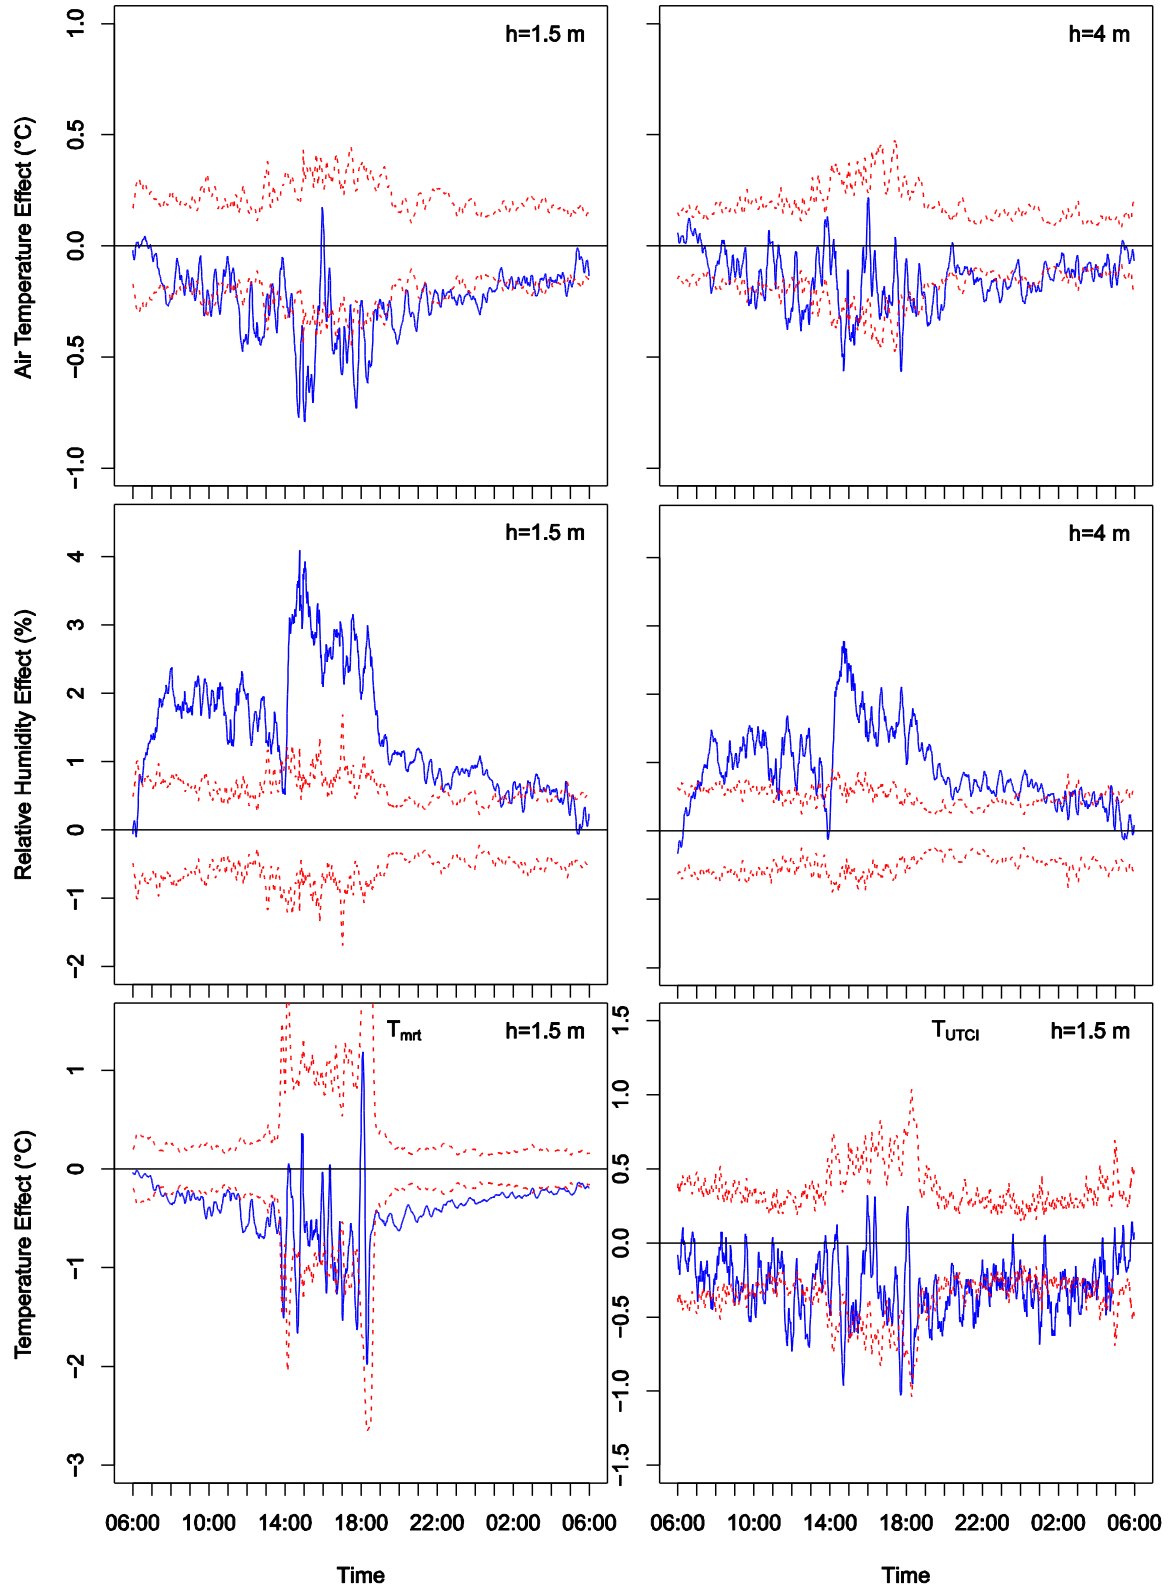 h=1.5 m
h=4 m
Air Temperature Effect (°C)
1.0
0.5
0.0
−0.5
−1.0
h=1.5 m
h=4 m
Relative Humidity Effect (%)
4
3
2
1
0
−1
−2
Tmrt h=1.5 m
TUTCI h=1.5 m
Temperature Effect (°C)
1
0
−1
−2
−3
1.5
1.0
0.5
0.0
−0.5
−1.0
−1.5
06:00 10:00 14:00 18:00 22:00 02:00 06:00
06:00 10:00 14:00 18:00 22:00 02:00 06:00
Time
Time